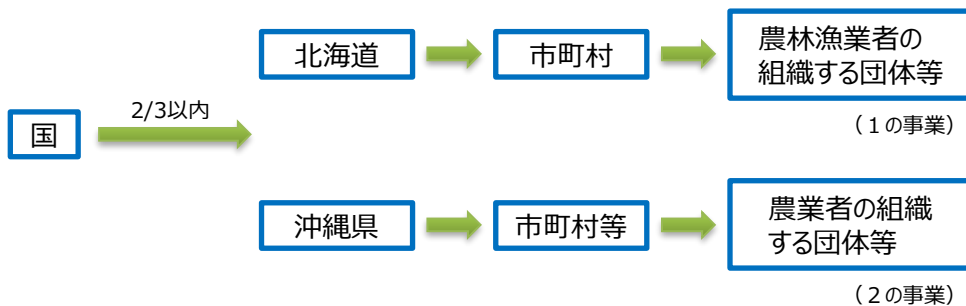 北海道
市町村
農林漁業者の
組織する団体等
(１の事業)
国
2/3以内
沖縄県
市町村等
農業者の組織
する団体等
(２の事業)